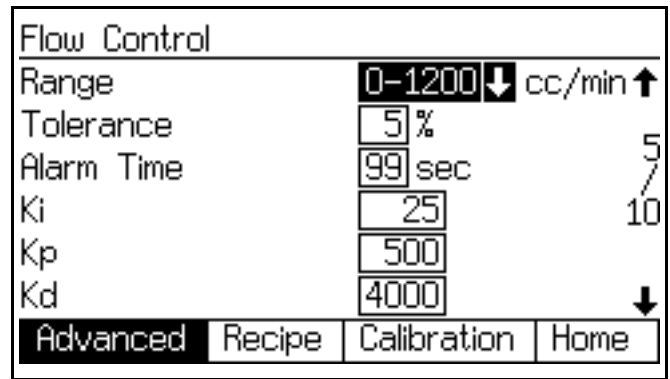 Flow Control
Range 0-1200 cc/min
Tolerance 5 %
Alarm Time 99 sec
5
/
10
Ki 25
Kp 500
Kd 4000
Advanced Recipe Calibration Home